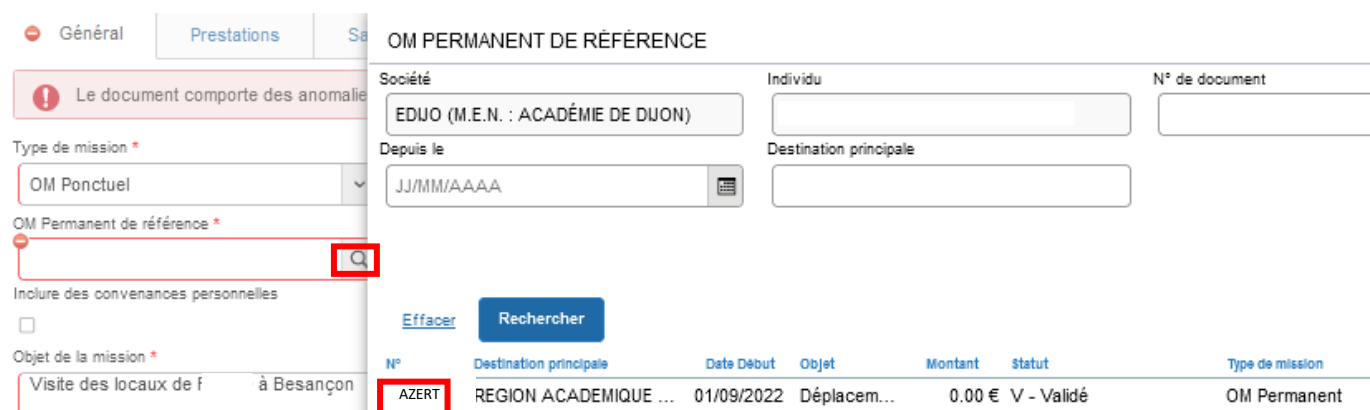 Général
Prestations
Sa
Le document comporte des anomalie
Type de mission *
OM Ponctuel
OM Permanent de référence *
Inclure des convenances personnelles
Objet de la mission *
Visite des locaux de F à Besançon
OM PERMANENT DE RÉFÉRENCE
Société
Individu
N° de document
EDIJO (M.E.N. : ACADÉMIE DE DIJON)
Depuis le
Destination principale
JJ/MM/AAAA
Effacer
Rechercher
N° Destination principale Date Début Objet Montant Statut Type de mission
AZERT REGION ACADEMIQUE ... 01/09/2022 Déplacem... 0.00 € V - Validé OM Permanent